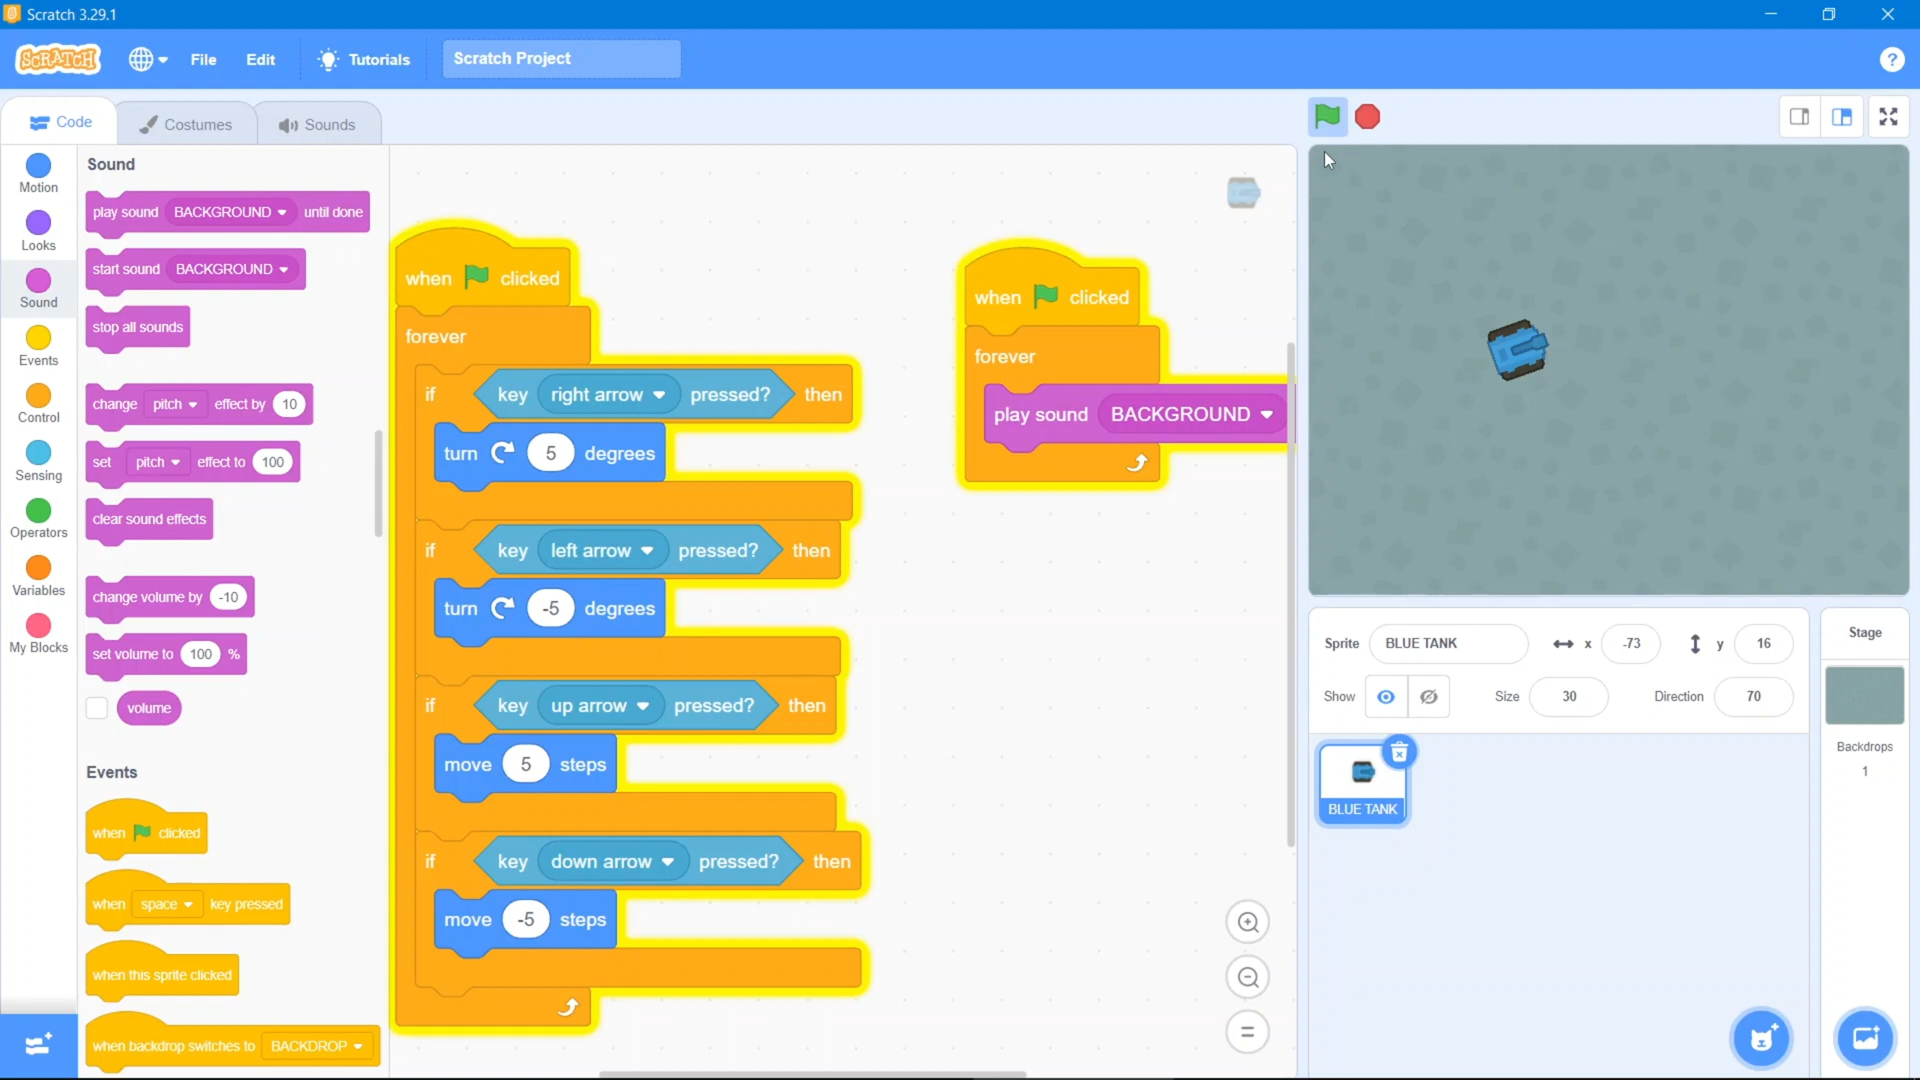 Scratch 3.29.1
SCRATCH
File
Edit
Tutorials
Scratch Project
?
Code
Costumes
Sounds
Motion
Looks
Sound
Events
Control
Sensing
Operators
Variables
My Blocks
Sound
play sound BACKGROUND until done
start sound BACKGROUND
stop all sounds
change pitch effect by 10
set pitch effect to 100
clear sound effects
change volume by -10
set volume to 100 %
volume
Events
when clicked
when space key pressed
when this sprite clicked
when backdrop switches to BACKDROP
when clicked
forever
if key right arrow pressed? then
turn 5 degrees
if key left arrow pressed? then
turn -5 degrees
if key up arrow pressed? then
move 5 steps
if key down arrow pressed? then
move -5 steps
when clicked
forever
play sound BACKGROUND
Sprite BLUE TANK x -73 y 16
Show Size 30 Direction 70
BLUE TANK
Stage
Backdrops
1